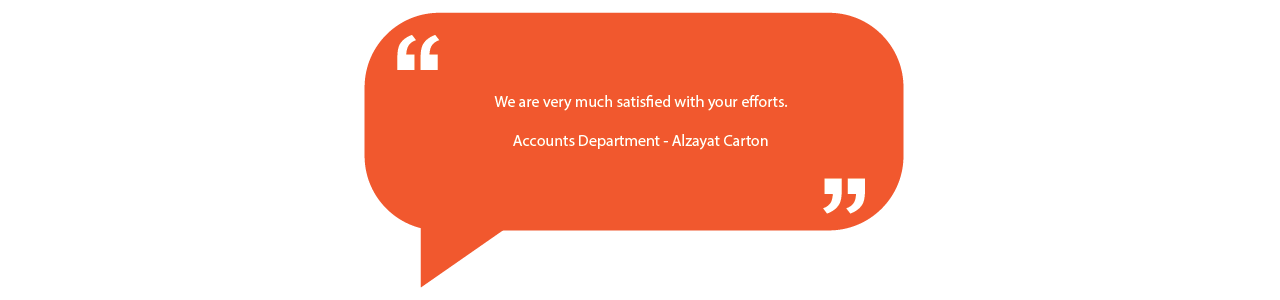 We are very much satisfied with your efforts.
Accounts Department - Alzayat Carton